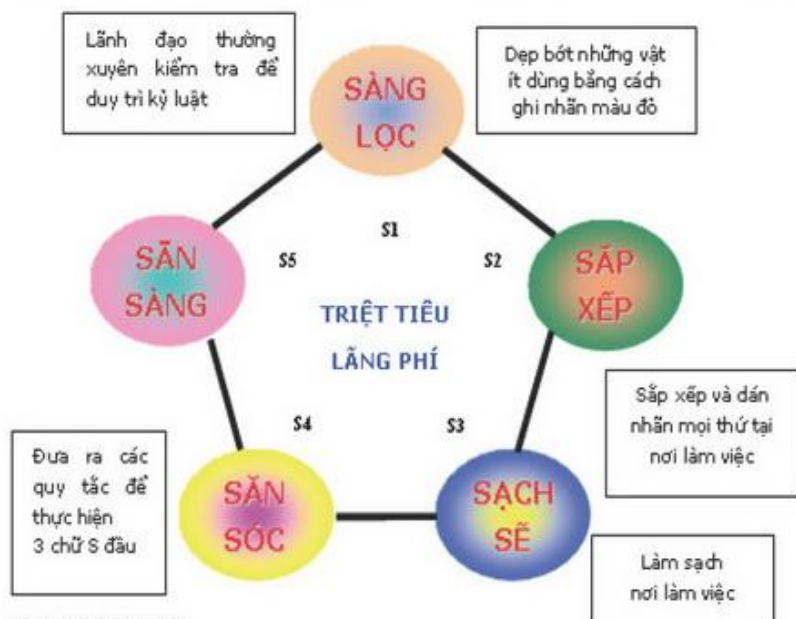 Lãnh đạo thường
xuyên kiểm tra để
duy trì kỷ luật
SÀNG
LỌC
Dẹp bớt những vật
ít dùng bằng cách
ghi nhãn màu đỏ
S1
SẴN
SÀNG
S5
S2
SẮP
XẾP
TRIỆT TIÊU
LÃNG PHÍ
Sắp xếp và dán
nhãn mọi thứ tại
nơi làm việc
S4
S3
Đưa ra các
quy tắc để
thực hiện
3 chữ S đầu
SĂN
SÓC
SẠCH
SẼ
Làm sạch
nơi làm việc